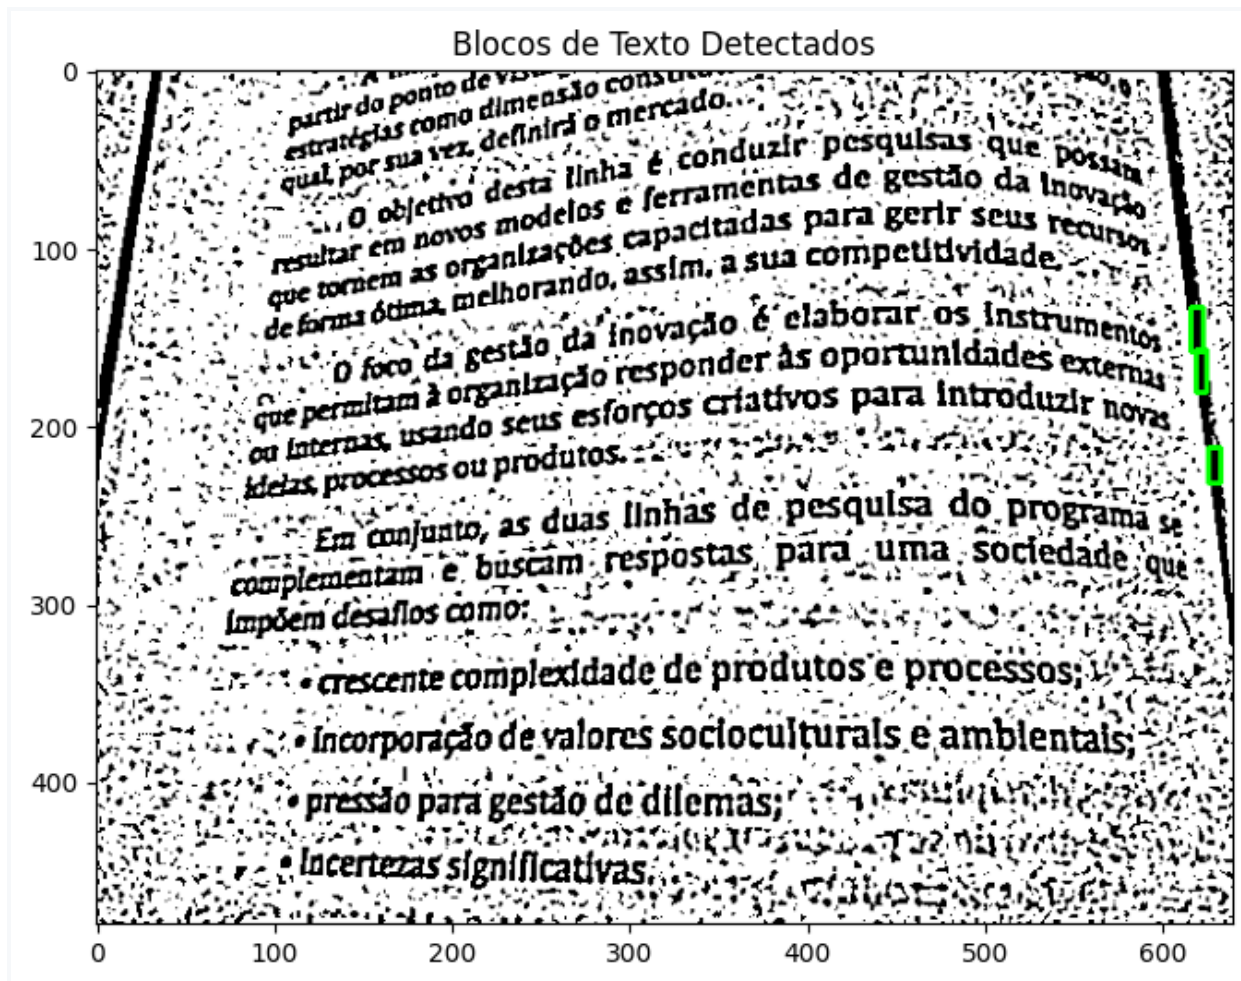 Blocos de Texto Detectados
0
100
200
300
400
0 100 200 300 400 500 600
partir do ponto de
estratégias como dimensão
qual, por sua vez, definirá o mercado.
O objetivo desta linha é conduzir pesquisas que possam
resultar em novos modelos e ferramentas de gestão da inovação
que tornem as organizações capacitadas para gerir seus recursos
de forma ótima, melhorando, assim, a sua competitividade.
O foco da gestão da inovação é elaborar os instrumentos
que permitam à organização responder às oportunidades externas
ou internas, usando seus esforços criativos para introduzir novas
ideias, processos ou produtos.
Em conjunto, as duas linhas de pesquisa do programa se
complementam e buscam respostas para uma sociedade que
impõem desafios como:
• crescente complexidade de produtos e processos;
• incorporação de valores socioculturais e ambientais;
• pressão para gestão de dilemas;
• incertezas significativas.